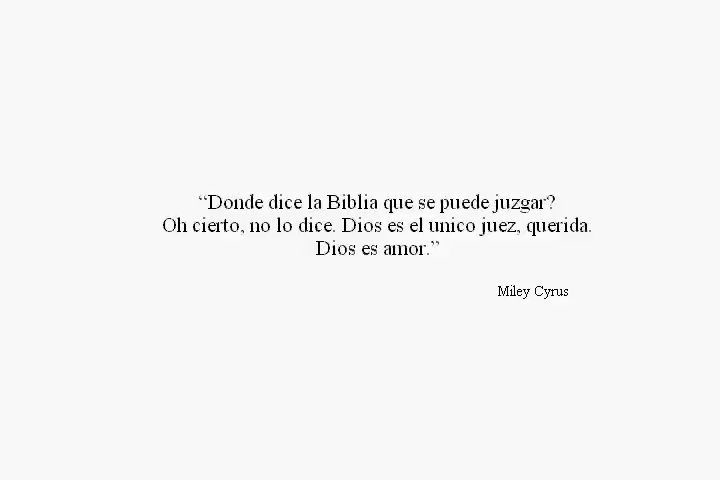 “Donde dice la Biblia que se puede juzgar?
Oh cierto, no lo dice. Dios es el unico juez, querida.
Dios es amor.”
Miley Cyrus